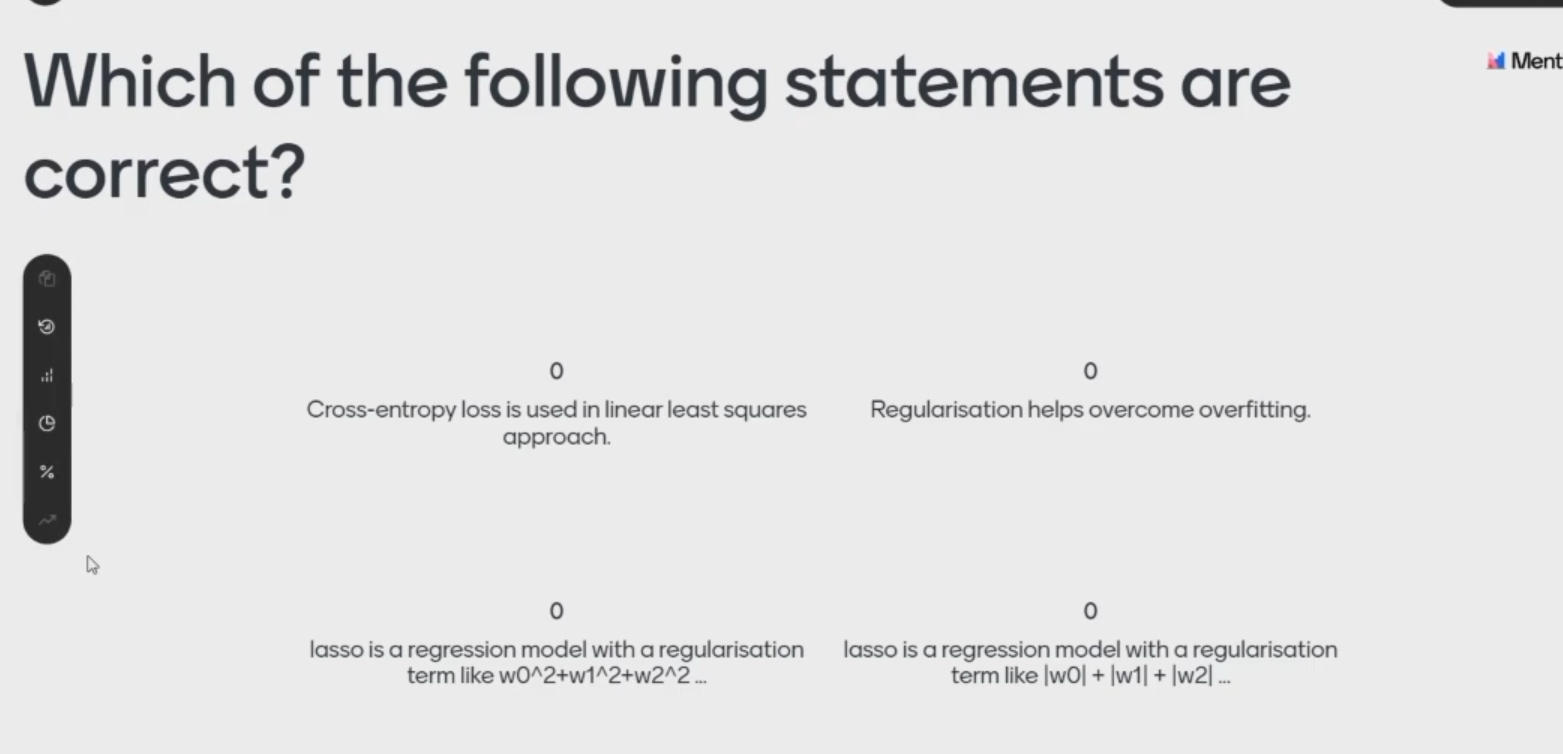 Which of the following statements are
correct?
Ment
0
Cross-entropy loss is used in linear least squares
approach.
0
Regularisation helps overcome overfitting.
0
lasso is a regression model with a regularisation
term like w0^2+w1^2+w2^2 ...
0
lasso is a regression model with a regularisation
term like |w0| + |w1| + |w2| ...